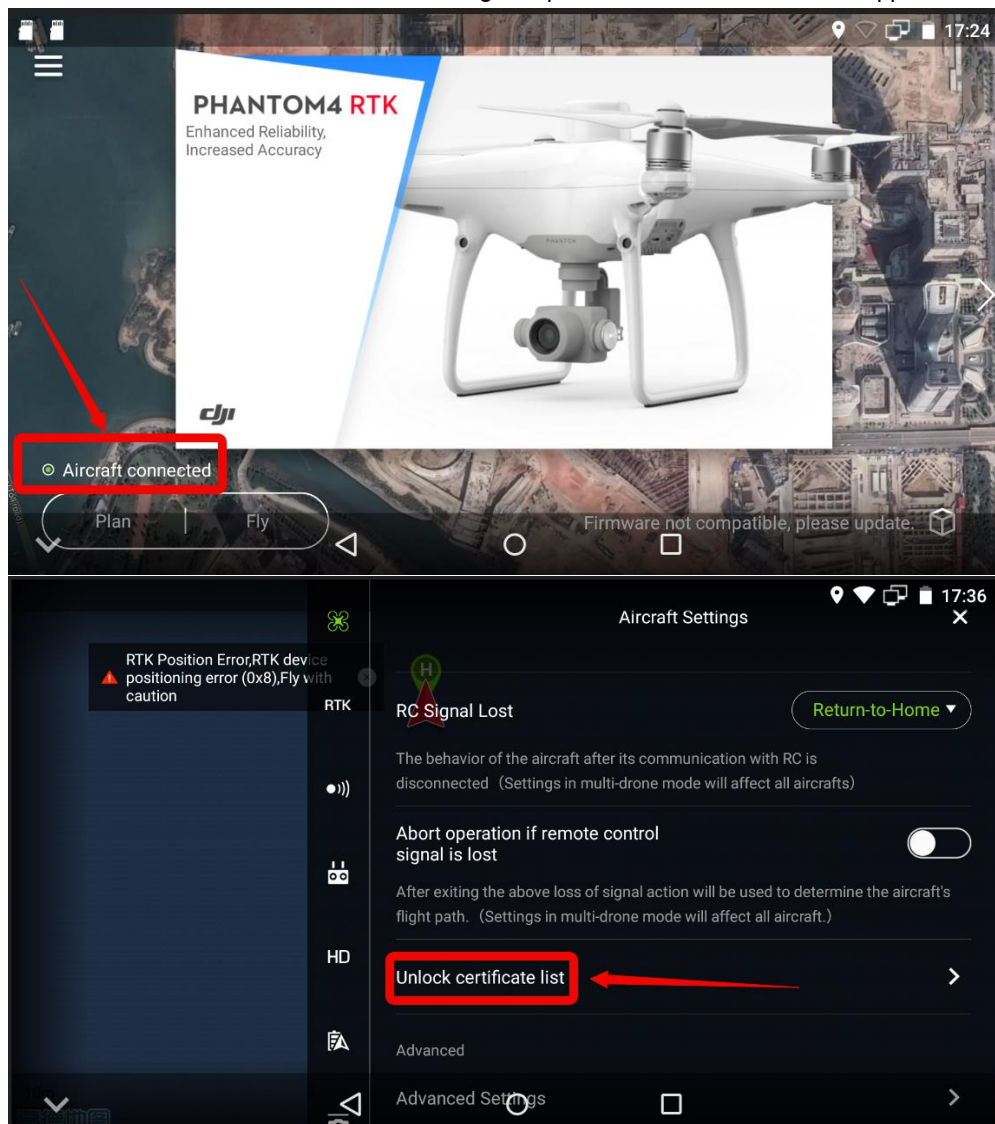 17:24
PHANTOM4 RTK
Enhanced Reliability,
Increased Accuracy
PHANTOM
dji
Aircraft connected
Plan | Fly
Firmware not compatible, please update.
17:36
Aircraft Settings
RTK Position Error,RTK device
positioning error (0x8),Fly with
caution
RTK
H
RC Signal Lost
Return-to-Home
The behavior of the aircraft after its communication with RC is
disconnected（Settings in multi-drone mode will affect all aircrafts）
Abort operation if remote control
signal is lost
After exiting the above loss of signal action will be used to determine the aircraft's
flight path.（Settings in multi-drone mode will affect all aircraft.）
HD
Unlock certificate list
Advanced
Advanced Settings